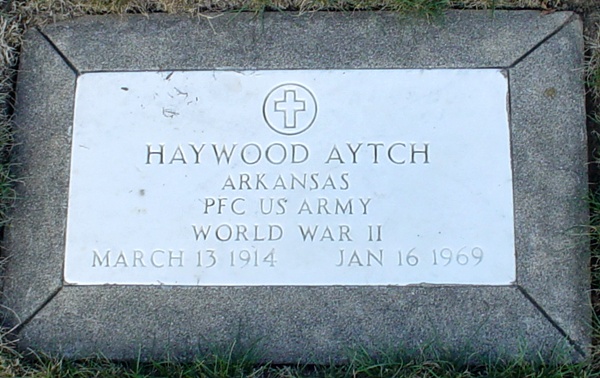 HAYWOOD AYTCH
ARKANSAS
PFC US ARMY
WORLD WAR II
MARCH 13 1914 JAN 16 1969